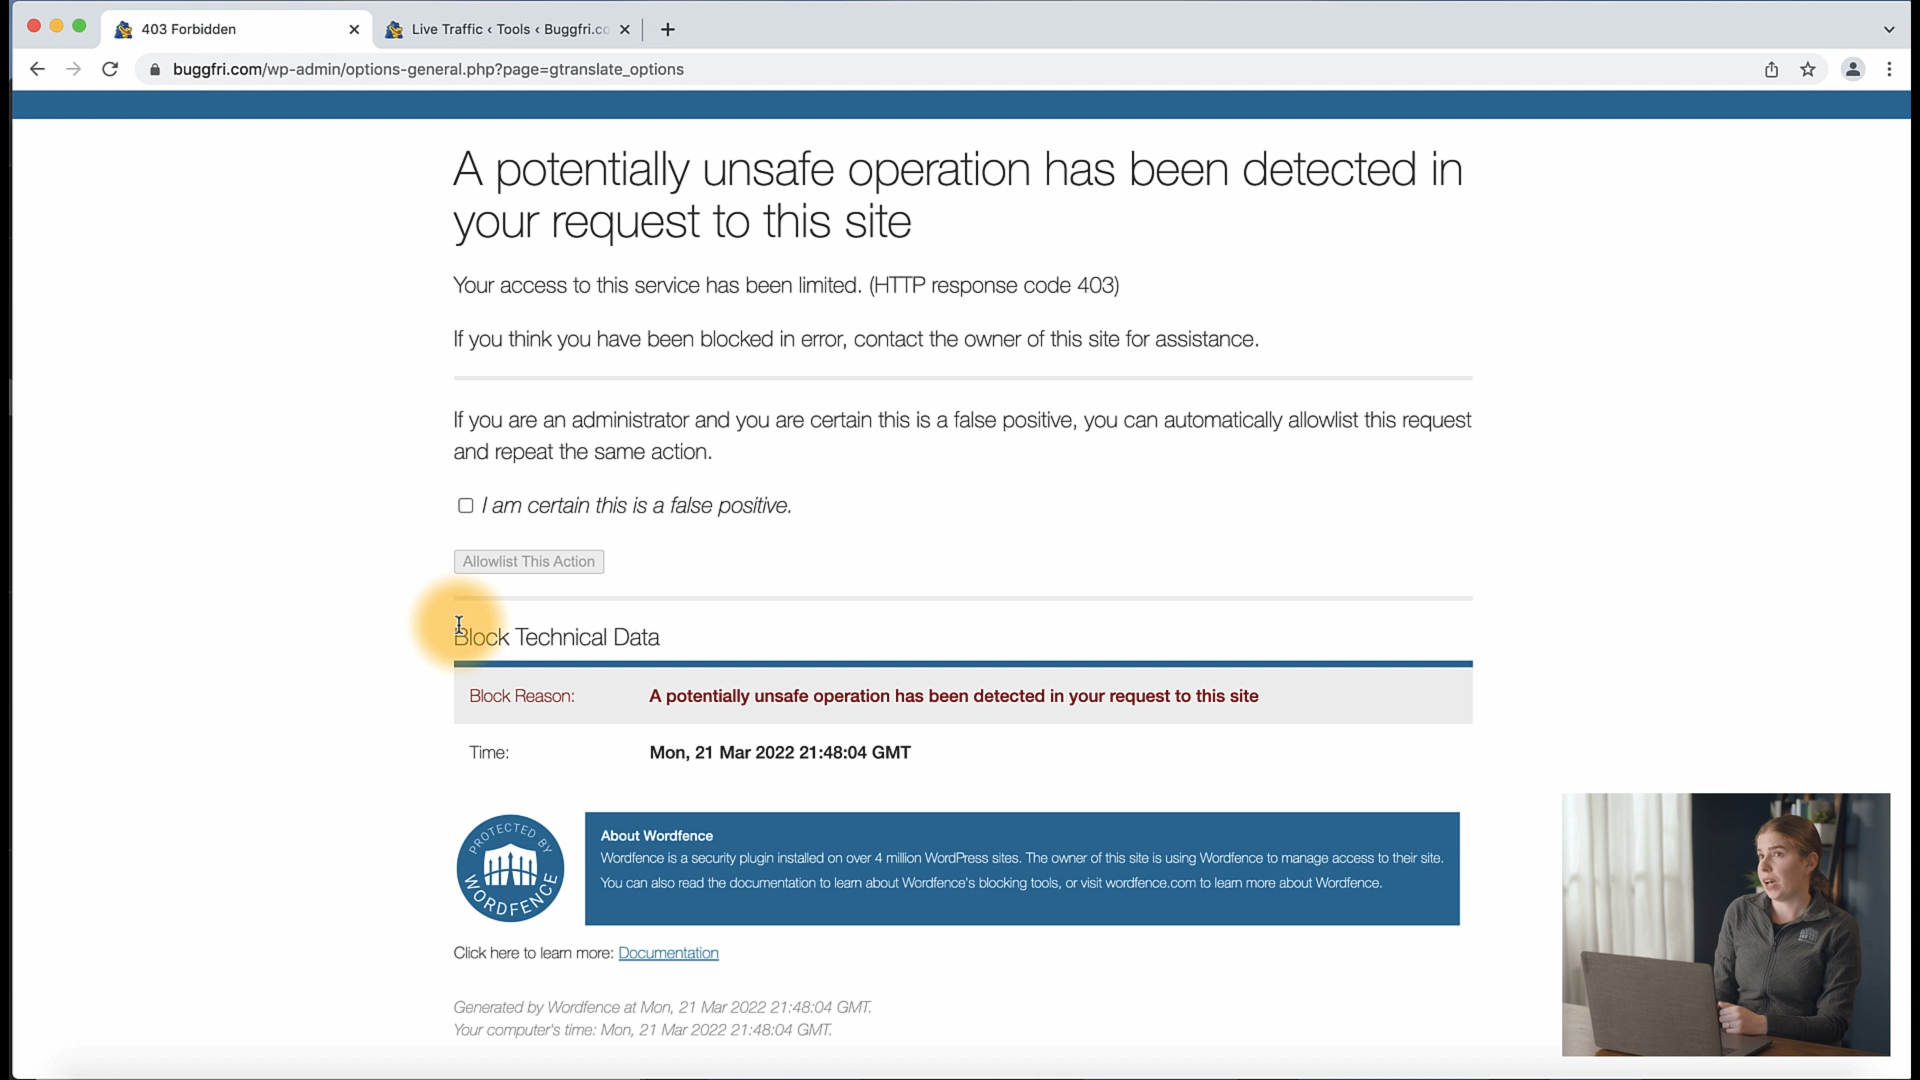 403 Forbidden
Live Traffic ‹ Tools ‹ Buggfri.co
buggfri.com/wp-admin/options-general.php?page=gtranslate_options
A potentially unsafe operation has been detected in
your request to this site
Your access to this service has been limited. (HTTP response code 403)
If you think you have been blocked in error, contact the owner of this site for assistance.
If you are an administrator and you are certain this is a false positive, you can automatically allowlist this request
and repeat the same action.
I am certain this is a false positive.
Allowlist This Action
Block Technical Data
Block Reason: A potentially unsafe operation has been detected in your request to this site
Time: Mon, 21 Mar 2022 21:48:04 GMT
PROTECTED BY
WORDFENCE
About Wordfence
Wordfence is a security plugin installed on over 4 million WordPress sites. The owner of this site is using Wordfence to manage access to their site.
You can also read the documentation to learn about Wordfence's blocking tools, or visit wordfence.com to learn more about Wordfence.
Click here to learn more: Documentation
Generated by Wordfence at Mon, 21 Mar 2022 21:48:04 GMT.
Your computer's time: Mon, 21 Mar 2022 21:48:04 GMT.